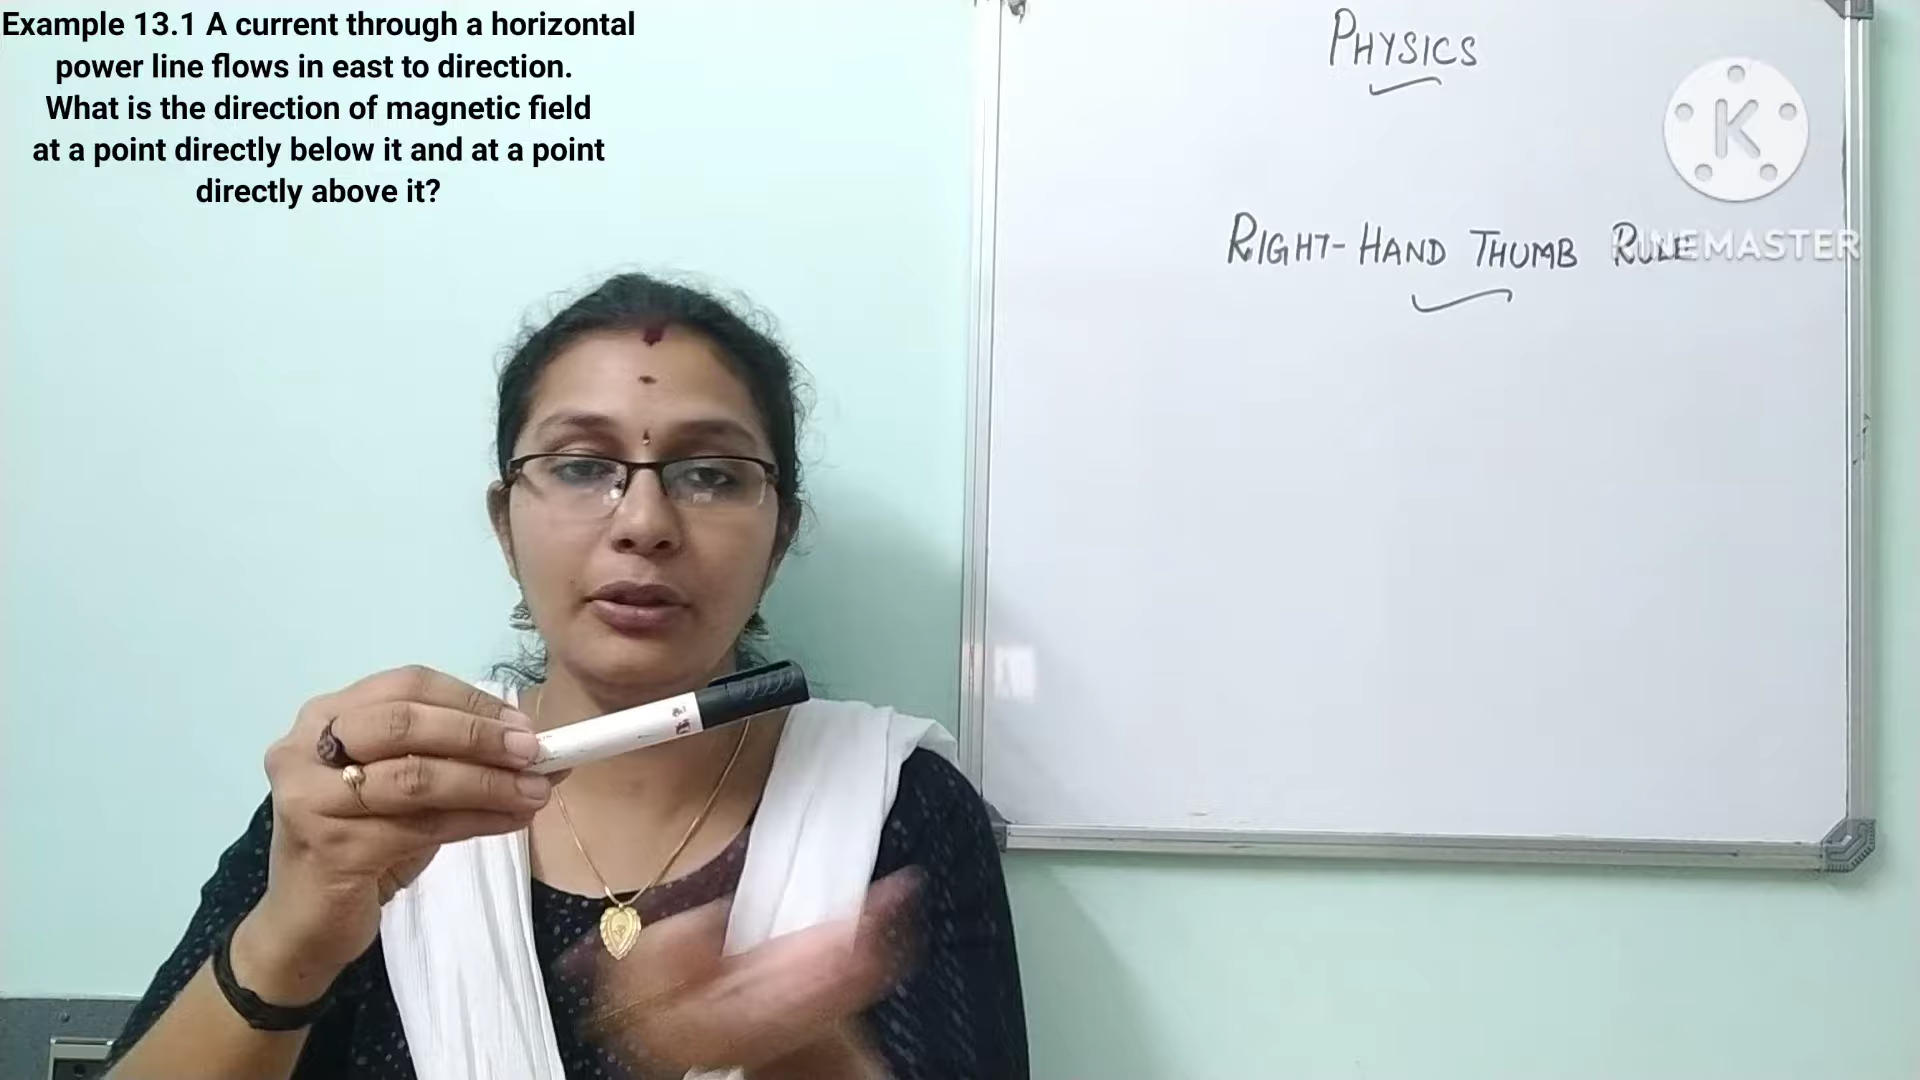 Example 13.1 A current through a horizontal
power line flows in east to direction.
What is the direction of magnetic field
at a point directly below it and at a point
directly above it?
PHYSICS
K
KINEMASTER
RIGHT-HAND THUMB RULE